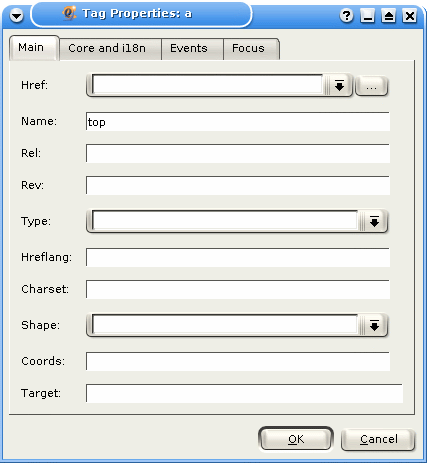 Tag Properties: a
Main Core and i18n Events Focus
Href: ...
Name: top
Rel:
Rev:
Type:
Hreflang:
Charset:
Shape:
Coords:
Target:
OK Cancel